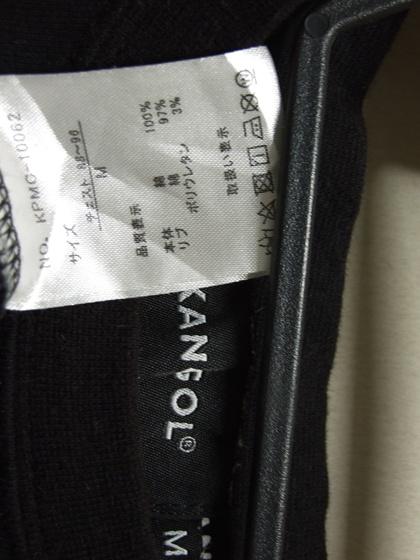 NO. KPMC-10062
サイズ
チェスト 88〜96
M
品質表示
本体 綿 100%
リブ 綿 97%
ポリウレタン 3%
取扱い表示
KANGOL®
M